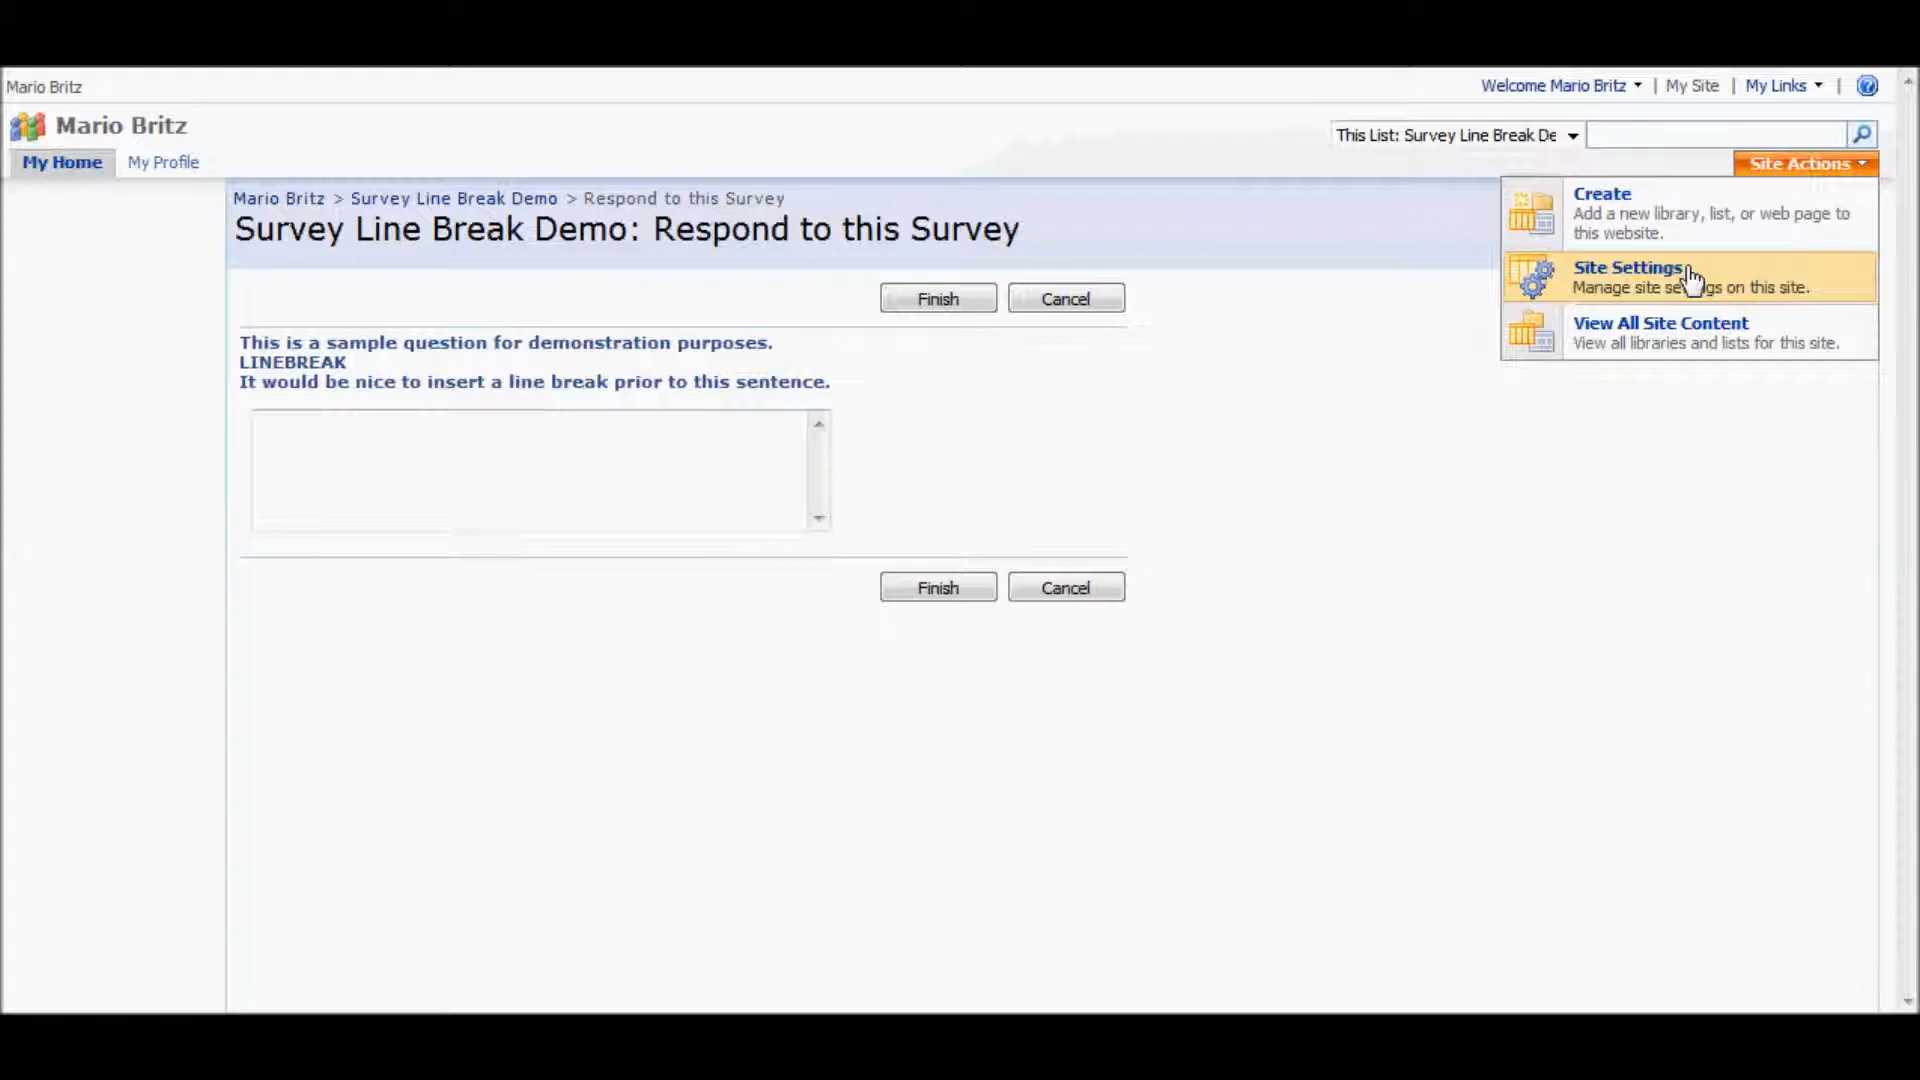 Mario Britz
Welcome Mario Britz | My Site | My Links |
Mario Britz
This List: Survey Line Break De
My Home My Profile
Site Actions
Mario Britz > Survey Line Break Demo > Respond to this Survey
Survey Line Break Demo: Respond to this Survey
Create
Add a new library, list, or web page to
this website.
Site Settings
Manage site settings on this site.
View All Site Content
View all libraries and lists for this site.
Finish Cancel
This is a sample question for demonstration purposes.
LINEBREAK
It would be nice to insert a line break prior to this sentence.
Finish Cancel